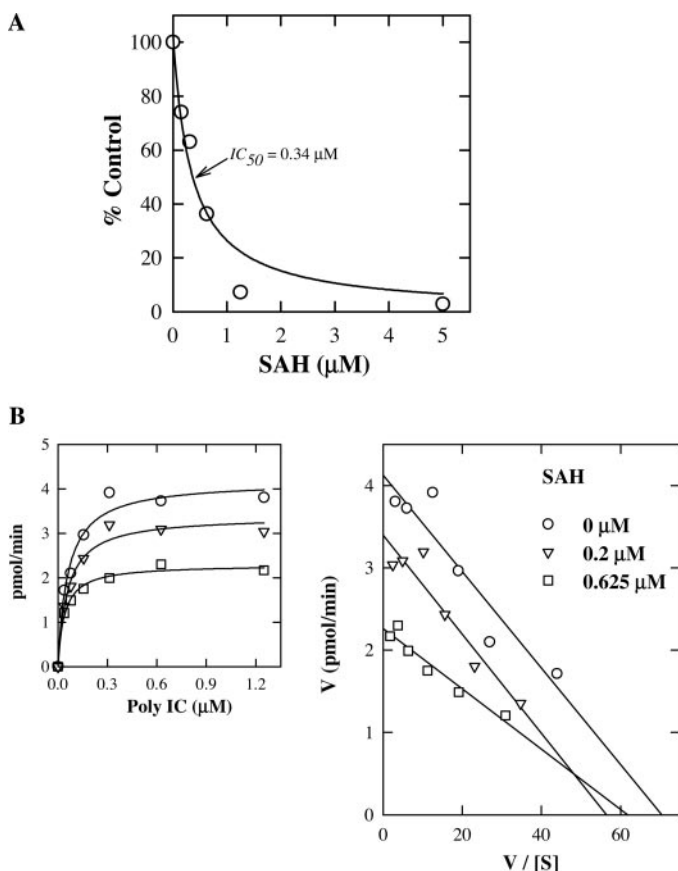 A
100
80
60
40
20
0
% Control
IC50 = 0.34 μM
0 1 2 3 4 5
SAH (μM)
B
5
4
3
2
1
0
pmol/min
0.0 0.3 0.6 0.9 1.2
Poly IC (μM)
4
2
1
0
V (pmol/min)
SAH
0 μM
0.2 μM
0.625 μM
0 20 40 60
V / [S]